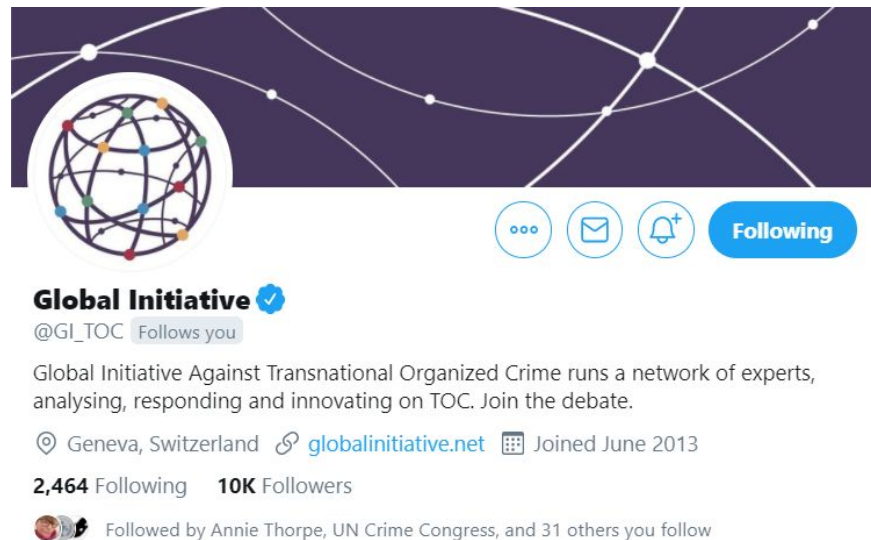 Following
Global Initiative
@GI_TOC Follows you
Global Initiative Against Transnational Organized Crime runs a network of experts,
analysing, responding and innovating on TOC. Join the debate.
Geneva, Switzerland globalinitiative.net Joined June 2013
2,464 Following 10K Followers
Followed by Annie Thorpe, UN Crime Congress, and 31 others you follow